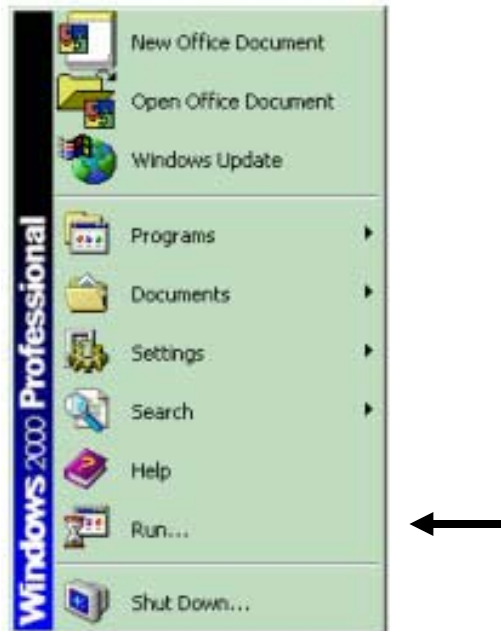 New Office Document
Open Office Document
Windows Update
Programs
Documents
Settings
Search
Help
Run...
Shut Down...
Windows 2000 Professional